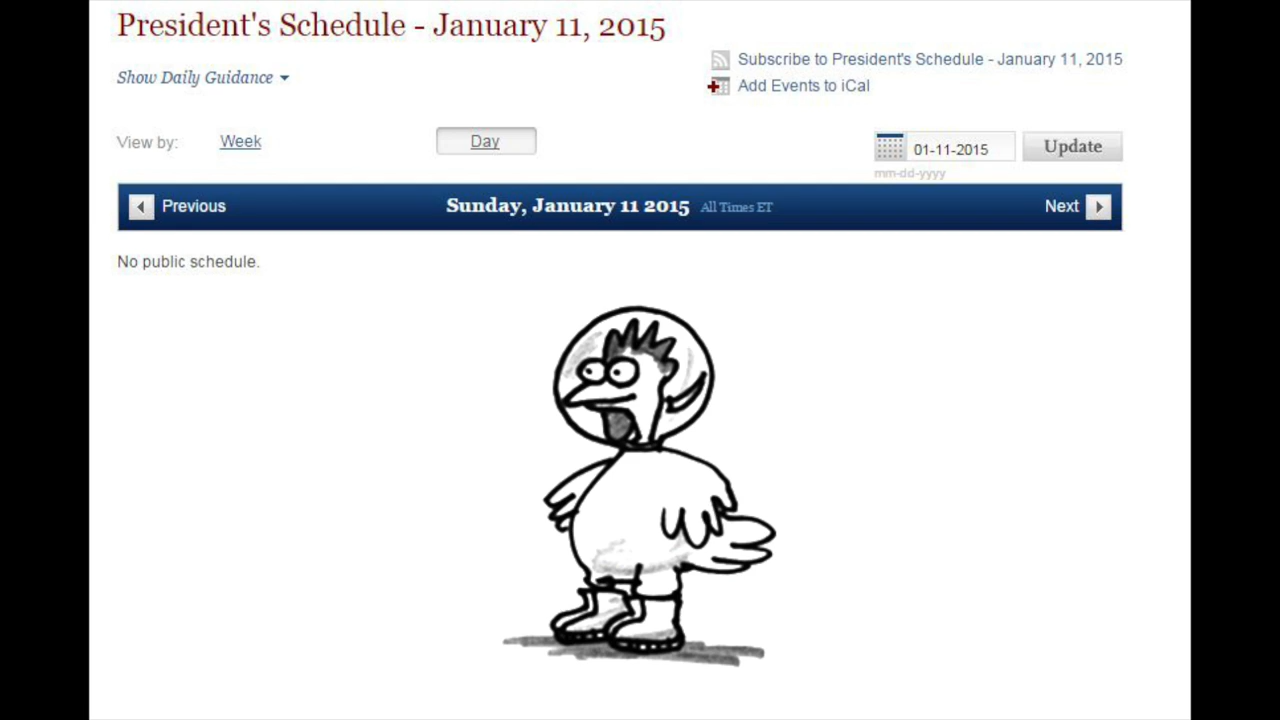 President's Schedule - January 11, 2015
Subscribe to President's Schedule - January 11, 2015
Show Daily Guidance
Add Events to iCal
View by:
Week
Day
01-11-2015
Update
mm-dd-yyyy
Previous
Sunday, January 11 2015 All Times ET
Next
No public schedule.